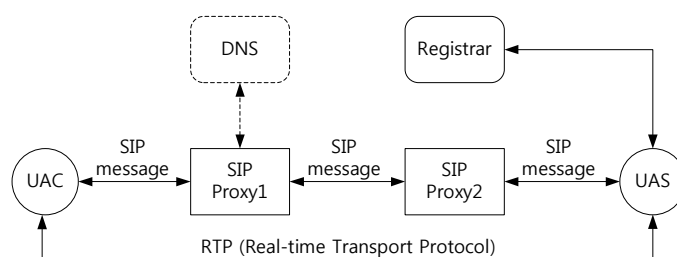 DNS
Registrar
SIP
message
SIP
message
SIP
message
UAC
SIP
Proxy1
SIP
Proxy2
UAS
RTP (Real-time Transport Protocol)